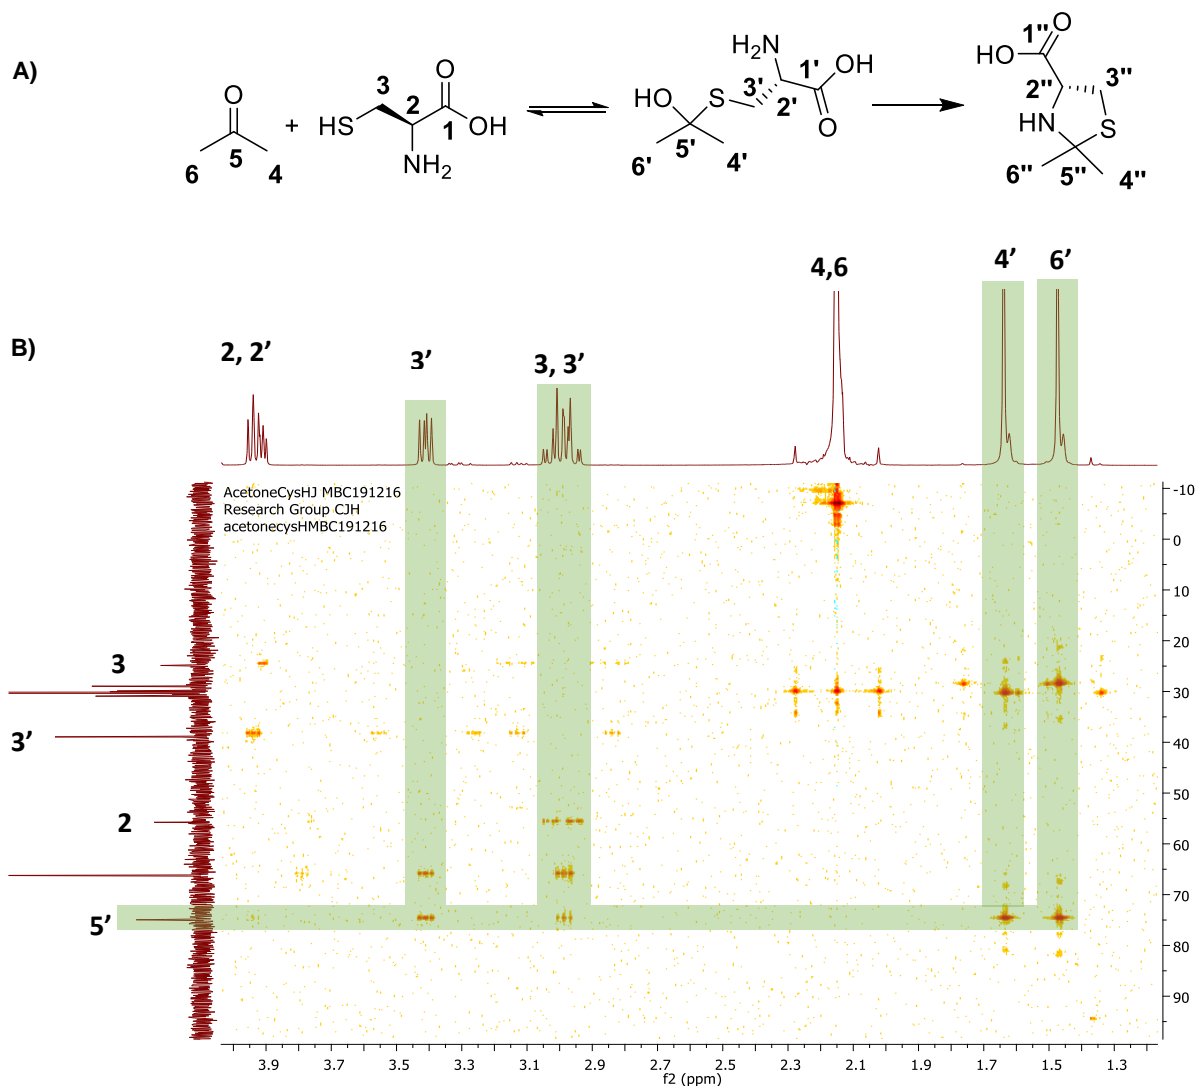 A)
O
6
5
4
+
HS
3
2
O
1
OH
NH2
H2N
1'
OH
HO
S
3'
2'
O
5'
6'
4'
1''
O
HO
3''
2''
HN
S
6''
5''
4''
B)
2, 2’
3’
3, 3’
4,6
4’
6’
AcetoneCysHJ MBC191216
Research Group CJH
acetonecysHMBC191216
3
3’
2
5’
-10
0
10
20
30
40
50
60
70
80
90
3.9
3.7
3.5
3.3
3.1
2.9
2.7
2.5
2.3
2.1
1.9
1.7
1.5
1.3
f2 (ppm)